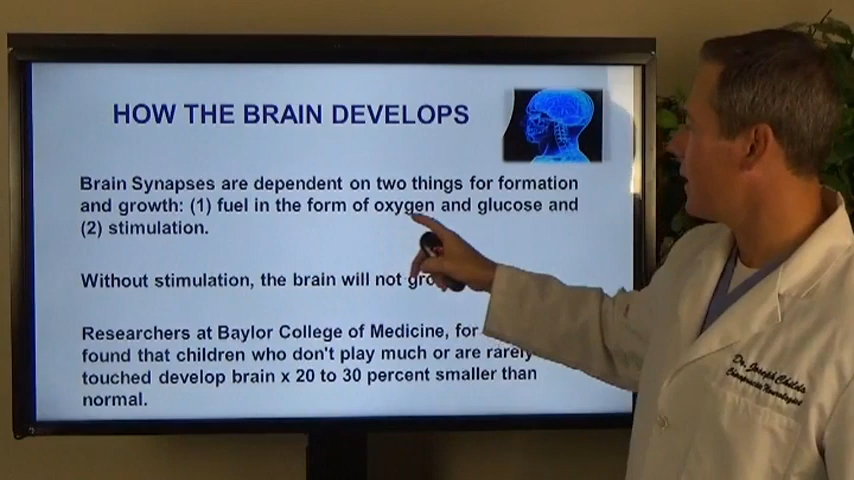 HOW THE BRAIN DEVELOPS
Brain Synapses are dependent on two things for formation
and growth: (1) fuel in the form of oxygen and glucose and
(2) stimulation.
Without stimulation, the brain will not
Researchers at Baylor College of Medicine, for
found that children who don't play much or are rarely
touched develop brain x 20 to 30 percent smaller than
normal.
Dr. Joseph Childs
Chiropractic Neurologist